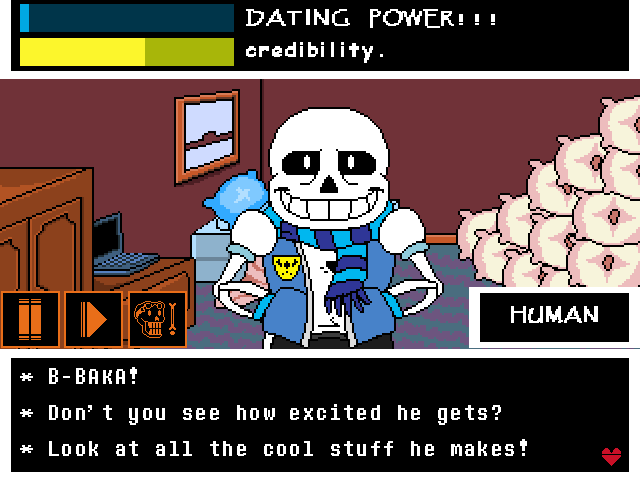 DATING POWER!!!
credibility.
HUMAN
* B-BAKA!
* Don't you see how excited he gets?
* Look at all the cool stuff he makes!